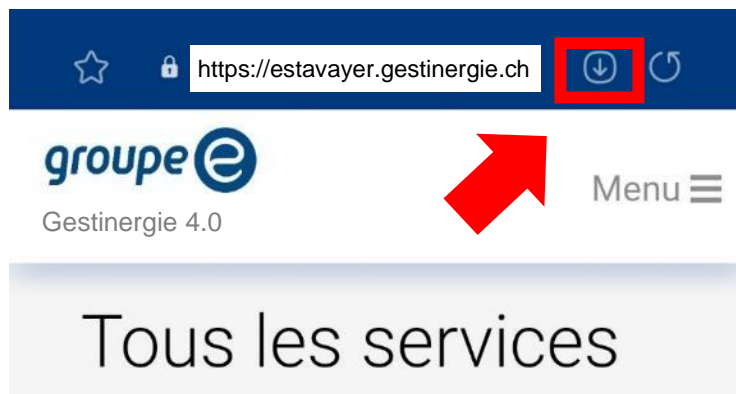 https://estavayer.gestinergie.ch
groupe e
Menu
Gestinergie 4.0
Tous les services